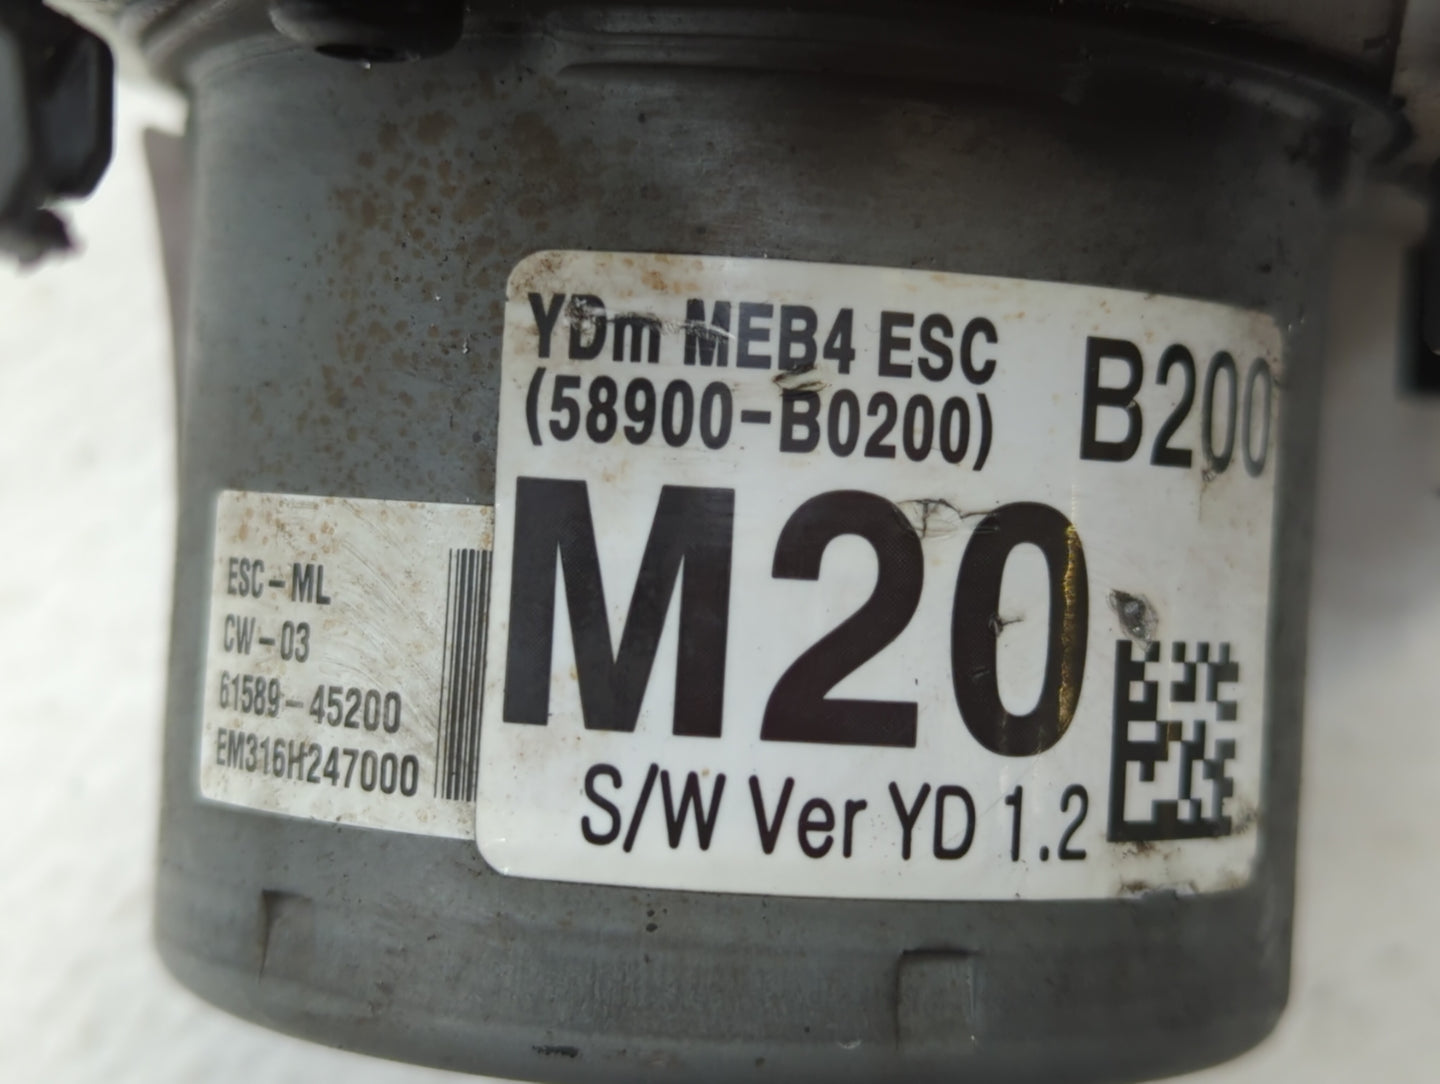 YDm MEB4 ESC
(58900-B0200)
B200
M20
S/W Ver YD 1.2
ESC-ML
CW-03
61589-45200
EM316H247000